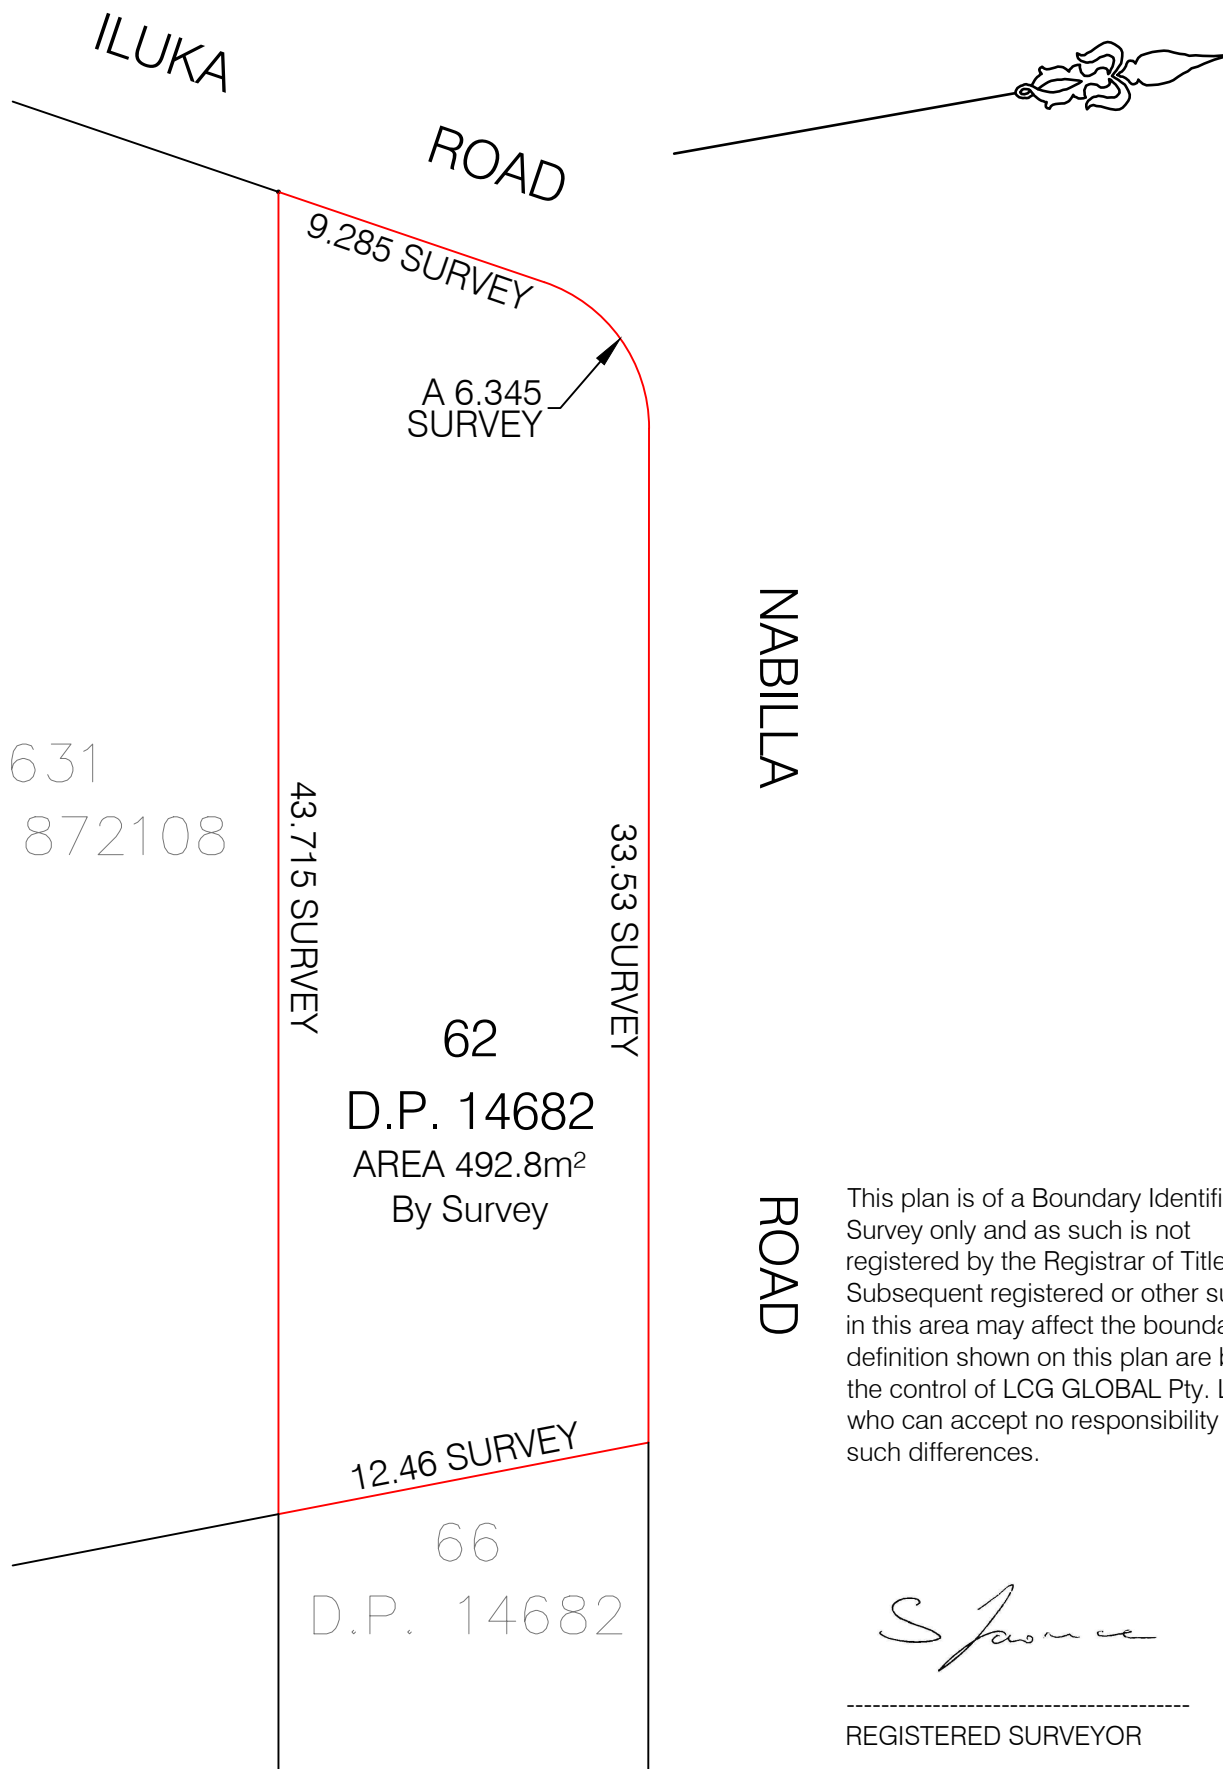 ILUKA
ROAD
9.285 SURVEY
A 6.345
SURVEY
NABILLA
631
872108
43.715 SURVEY
33.53 SURVEY
62
D.P. 14682
AREA 492.8m²
By Survey
ROAD
This plan is of a Boundary
Survey only and as such is not
registered by the Registrar of
Subsequent registered or other
in this area may affect the
definition shown on this plan are
the control of LCG GLOBAL Pty.
who can accept no responsibility
such differences.
12.46 SURVEY
66
D.P. 14682
REGISTERED SURVEYOR